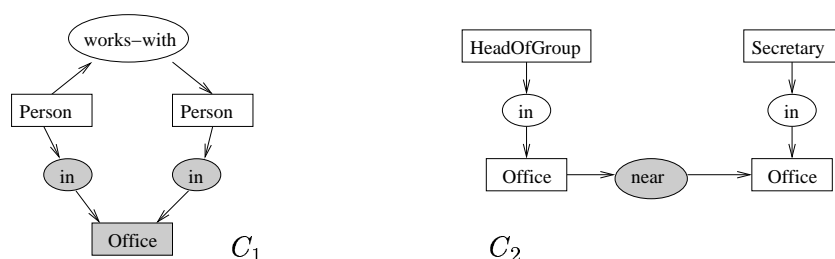 works-with
HeadOfGroup Secretary
Person Person
in in
in in
Office Office
near
Office
C1 C2